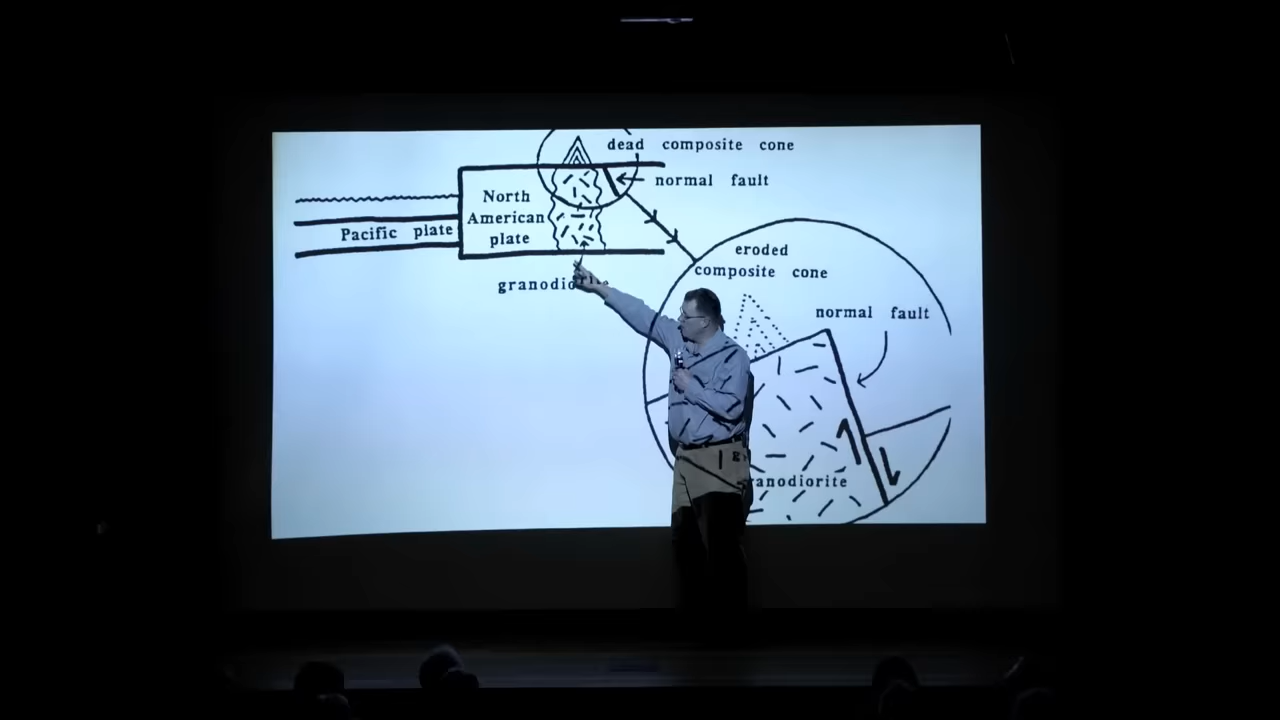 dead composite cone
normal fault
North
American
plate
Pacific plate
granodiorite
eroded
composite cone
normal fault
granodiorite